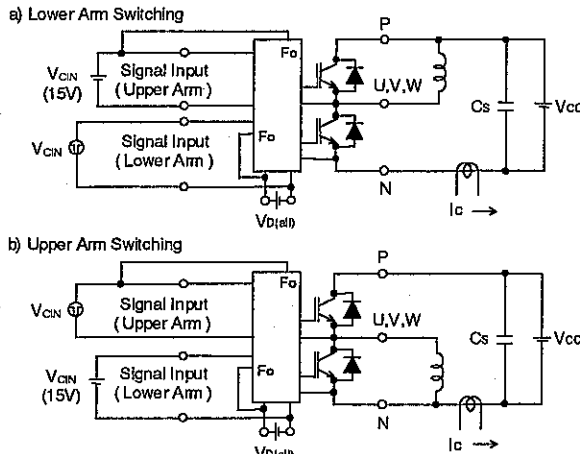 a) Lower Arm Switching
P
Fo
VCIN
(15V)
Signal Input
(Upper Arm)
U,V,W
Cs
Vcc
VCIN
Signal Input
(Lower Arm)
N
VD(all)
Ic
b) Upper Arm Switching
P
Fo
VCIN
Signal Input
(Upper Arm)
U,V,W
Cs
Vcc
VCIN
(15V)
Signal Input
(Lower Arm)
Fo
N
VD(all)
Ic